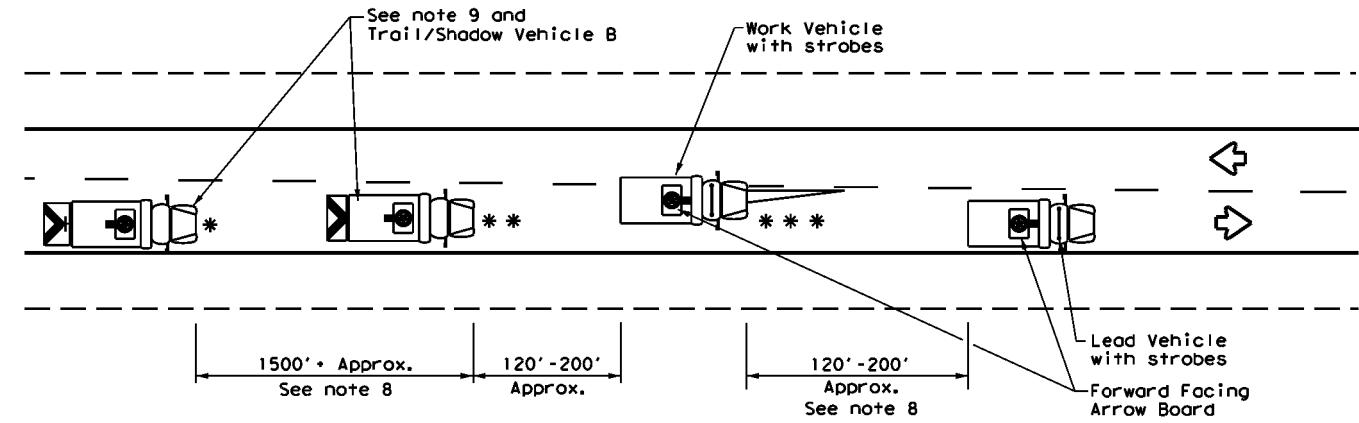 See note 9 and
Trail/Shadow Vehicle B
Work Vehicle
with strobes
*
* *
* * *
1500'+ Approx.
See note 8
120'-200'
Approx.
120'-200'
Approx.
See note 8
Lead Vehicle
with strobes
Forward Facing
Arrow Board